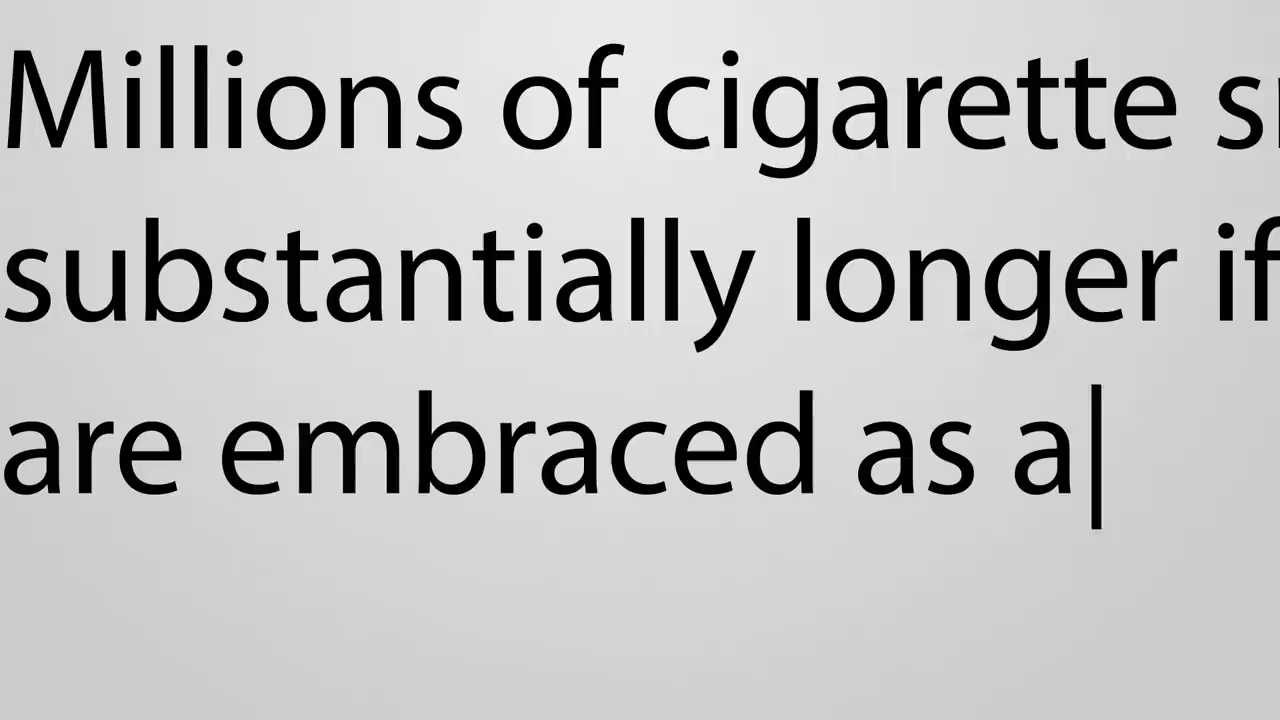 Millions of cigarette
substantially longer if
are embraced as a